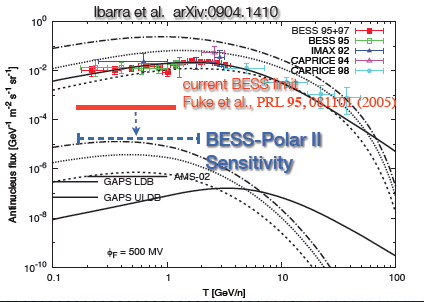 Ibarra et al. arXiv:0904.1410
10^0
10^-2
10^-4
10^-6
10^-8
10^-10
Antinucleus flux [GeV^-1 m^-2 s^-1 sr^-1]
BESS 95+97
BESS 95
IMAX 92
CAPRICE 94
CAPRICE 98
current BESS limit
Fuke et al., PRL 95, 081101 (2005)
BESS-Polar II
Sensitivity
AMS-02
GAPS LDB
GAPS ULDB
ϕF = 500 MV
0.1 1 10 100
T [GeV/n]